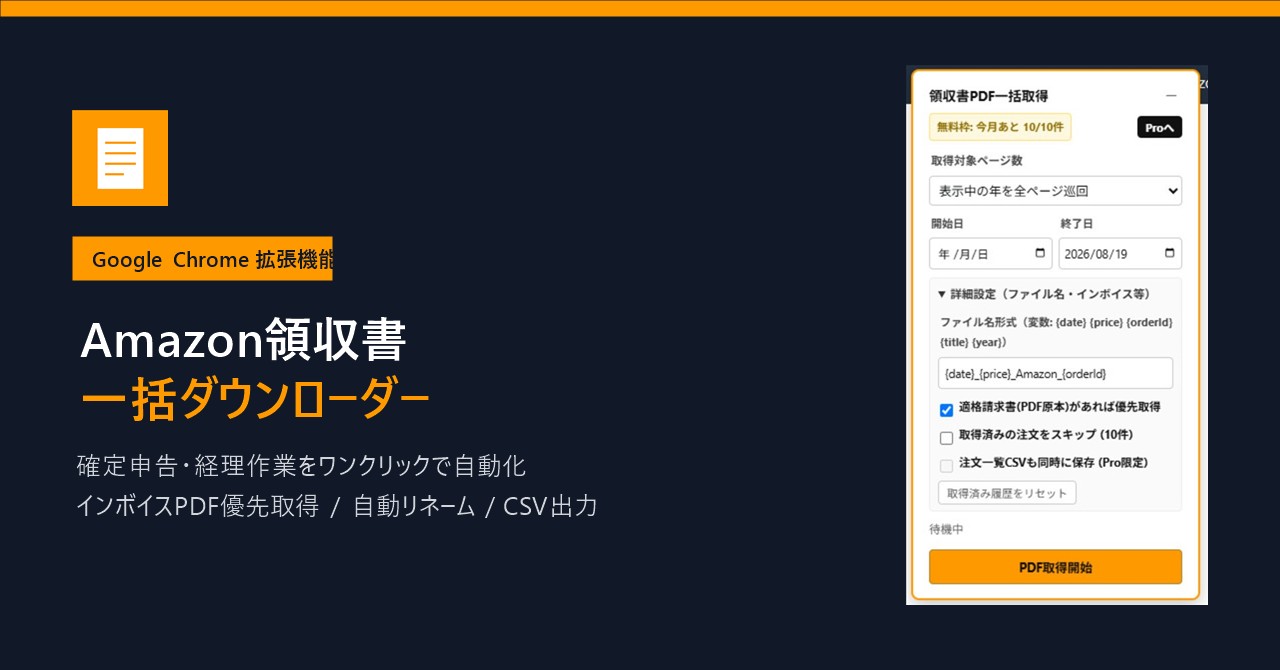 Google Chrome 拡張機能
Amazon領収書
一括ダウンローダー
確定申告・経理作業をワンクリックで自動化
インボイスPDF優先取得 / 自動リネーム / CSV出力
領収書PDF一括取得
無料枠: 今月あと 10/10件
Proへ
取得対象ページ数
表示中の年を全ページ巡回
開始日 終了日
年 /月/日 2026/08/19
▼ 詳細設定（ファイル名・インボイス等）
ファイル名形式（変数: {date} {price} {orderId}
{title} {year}）
{date}_{price}_Amazon_{orderId}
適格請求書(PDF原本)があれば優先取得
取得済みの注文をスキップ (10件)
注文一覧CSVも同時に保存 (Pro限定)
取得済み履歴をリセット
待機中
PDF取得開始